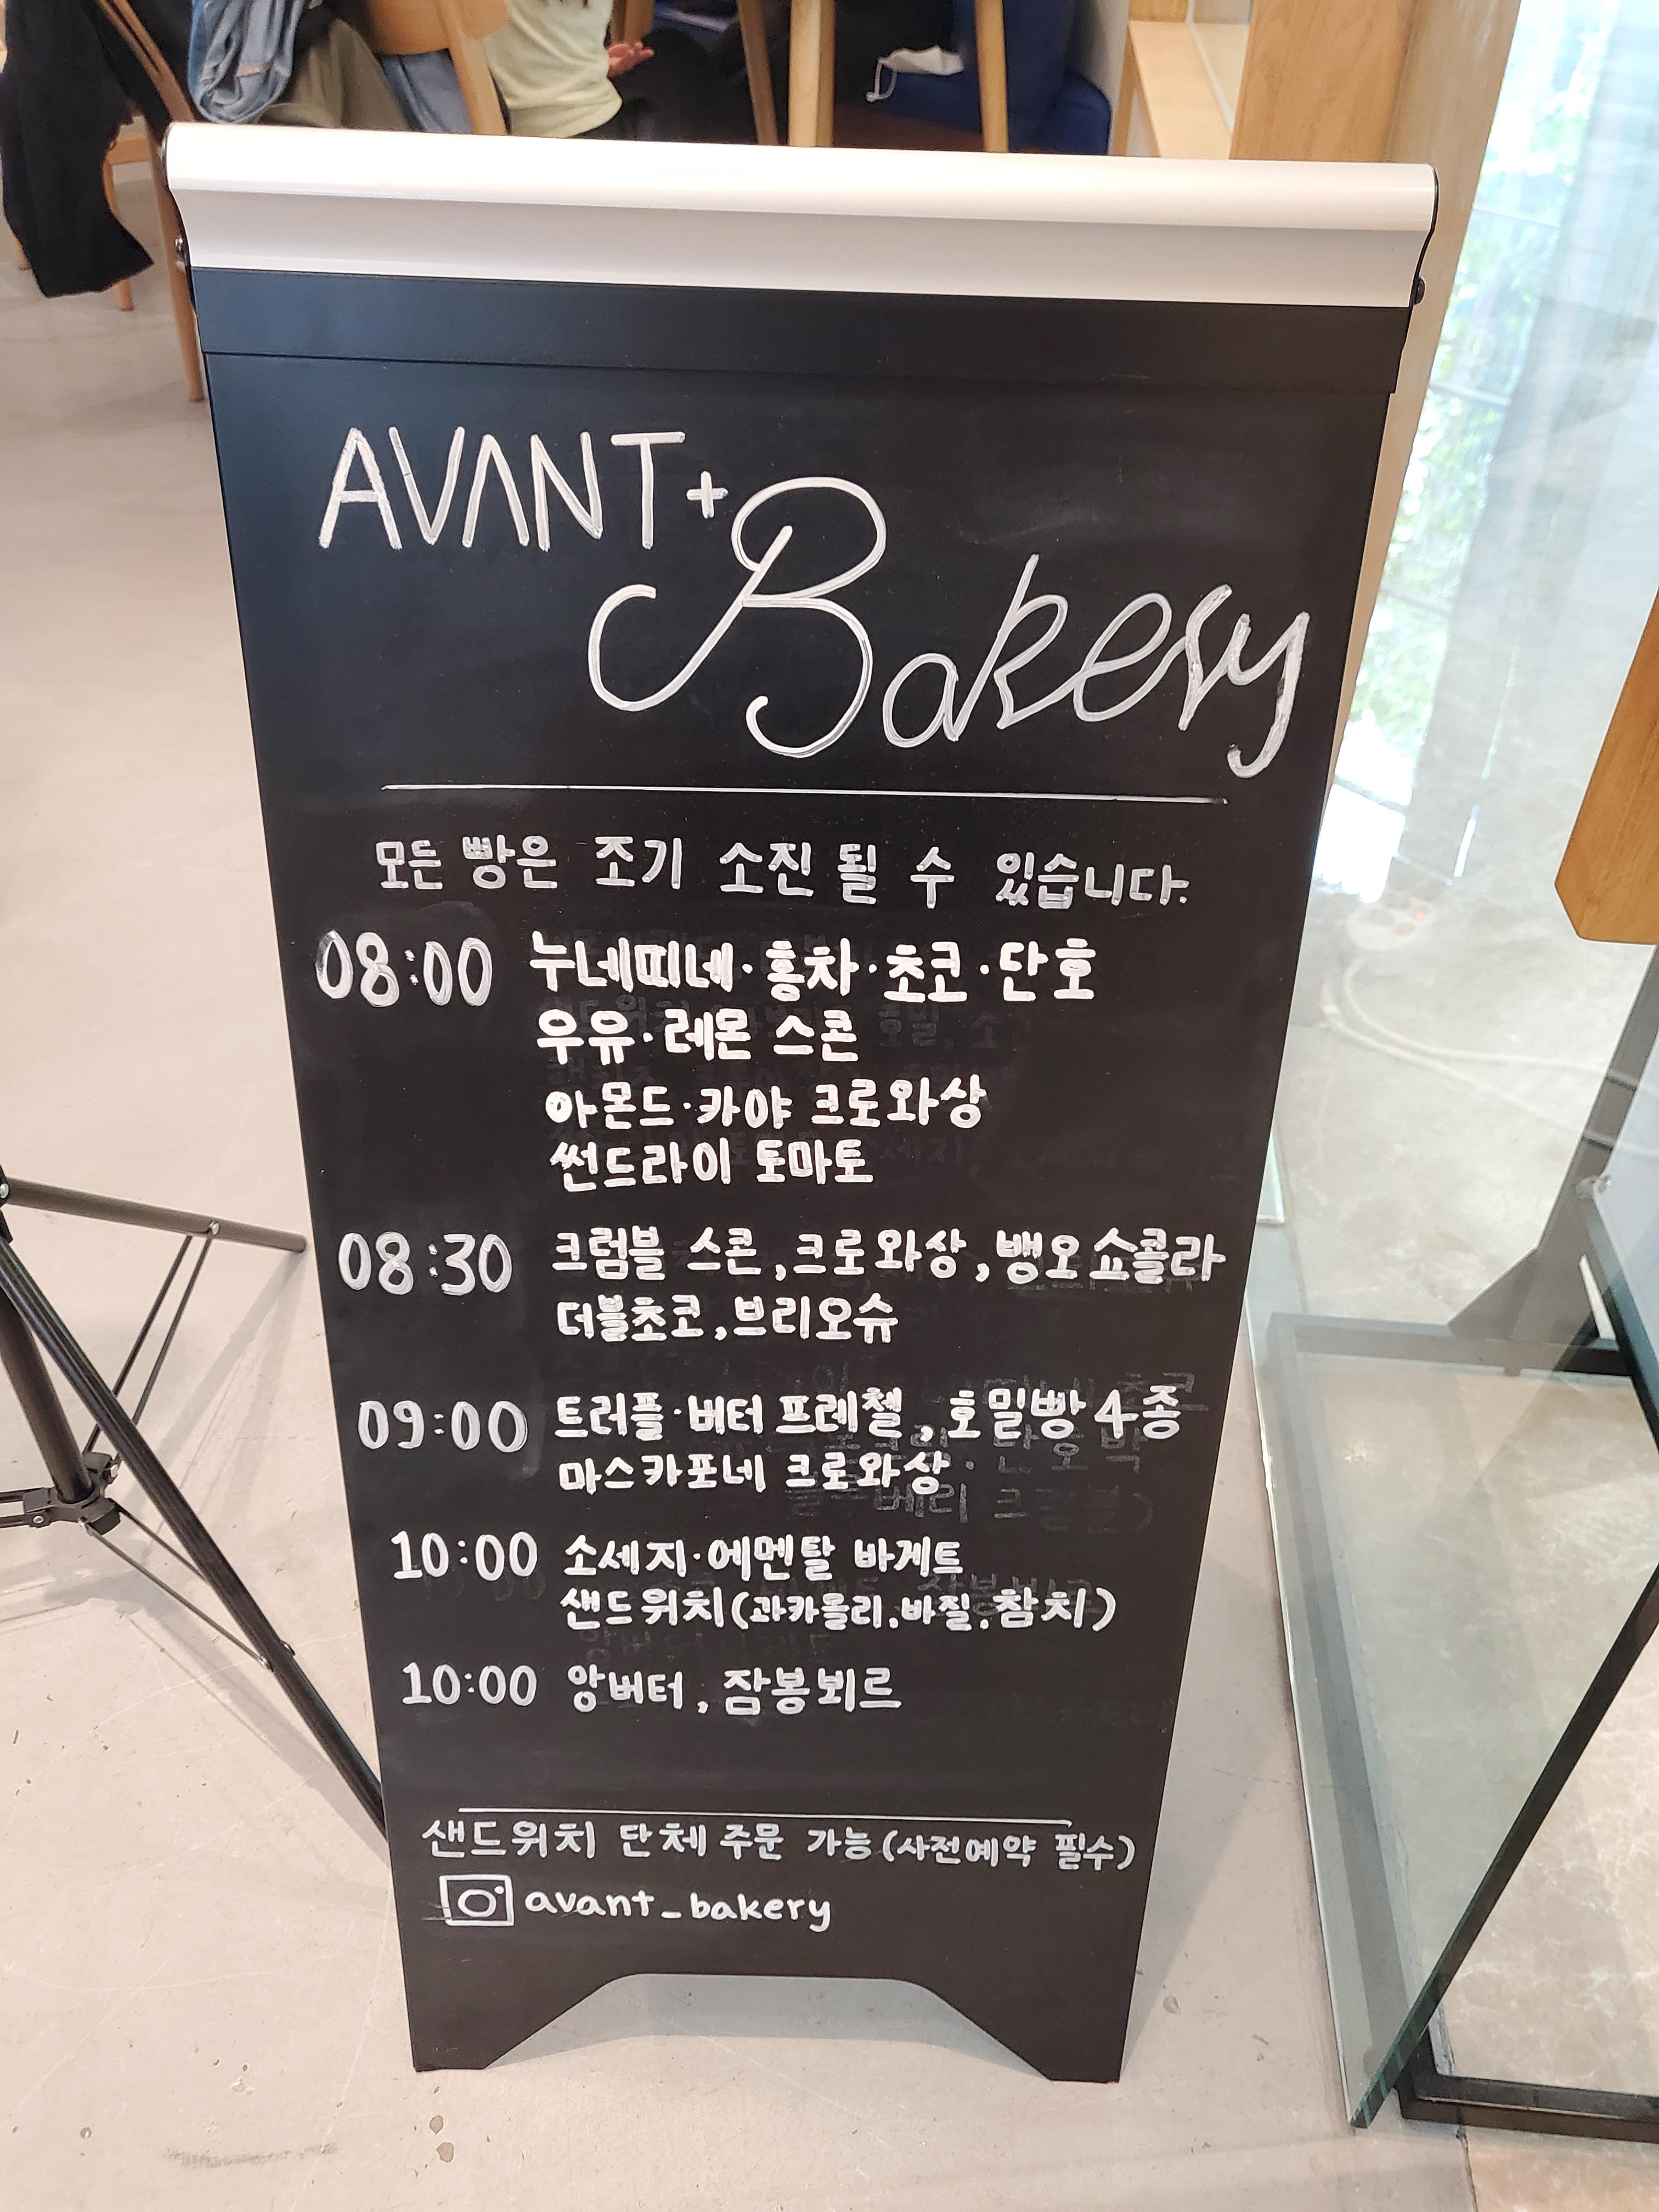 AVANT+
Bakery
모든 빵은 조기 소진 될 수 있습니다.
08:00 누네띠네·홍차·초코·단호
우유·레몬 스콘
아몬드·카야 크로와상
썬드라이 토마토
08:30 크럼블 스콘, 크로와상, 뺑오쇼콜라
더블초코, 브리오슈
09:00 트러플·버터 프레첼, 호밀빵 4종
마스카포네 크로와상
10:00 소세지·에멘탈 바게트
샌드위치(과카몰리.바질.참치)
10:00 앙버터, 잠봉뵈르
샌드위치 단체 주문 가능(사전예약 필수)
avant_bakery